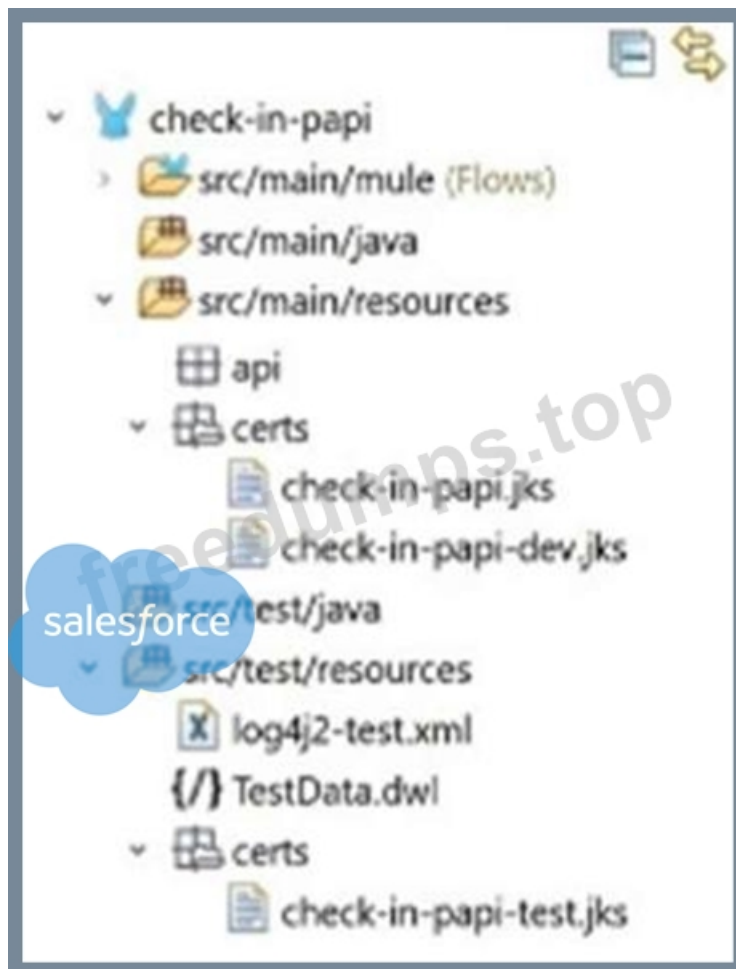 check-in-papi
src/main/mule (Flows)
src/main/java
src/main/resources
api
certs
check-in-papi.jks
check-in-papi-dev.jks
freedumps.top
src/test/java
salesforce
src/test/resources
log4j2-test.xml
{/} TestData.dwl
certs
check-in-papi-test.jks